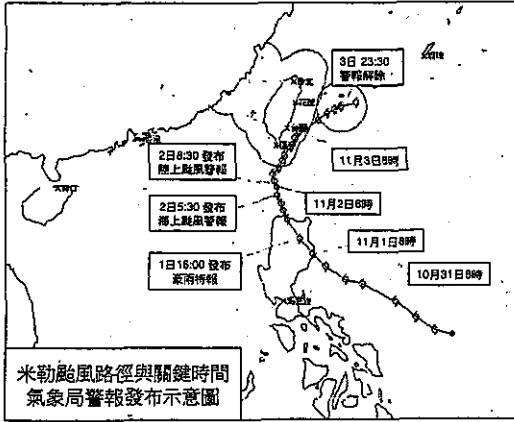 3日 23:30
警報解除
2日8:30 發布
陸上颱風警報
11月3日8時
2日5:30 發布
海上颱風警報
11月2日8時
11月1日8時
1日16:00 發布
豪雨特報
10月31日8時
米勒颱風路徑與關鍵時間
氣象局警報發布示意圖